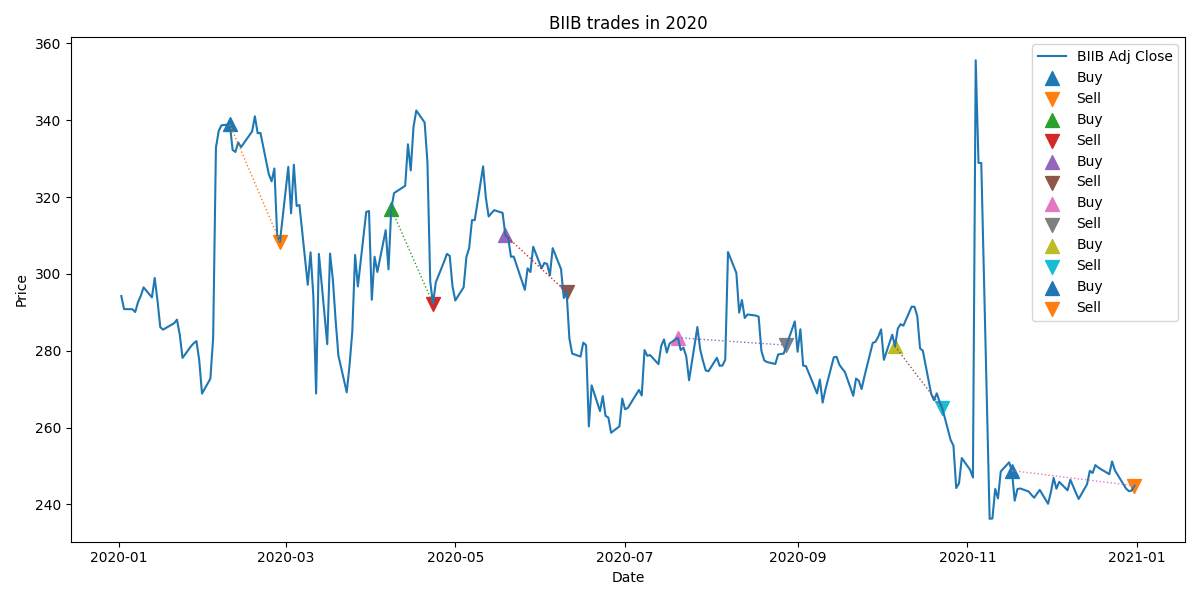 BIIB trades in 2020
360
340
320
300
280
260
240
Price
2020-01
2020-03
2020-05
2020-07
2020-09
2020-11
2021-01
Date
BIIB Adj Close
Buy
Sell
Buy
Sell
Buy
Sell
Buy
Sell
Buy
Sell
Buy
Sell